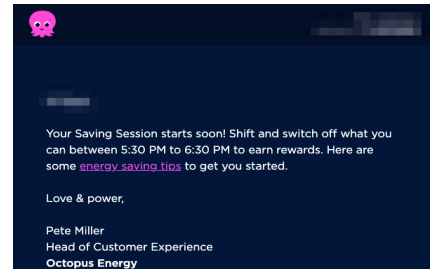 Your Saving Session starts soon! Shift and switch off what you
can between 5:30 PM to 6:30 PM to earn rewards. Here are
some energy saving tips to get you started.
Love & power,
Pete Miller
Head of Customer Experience
Octopus Energy